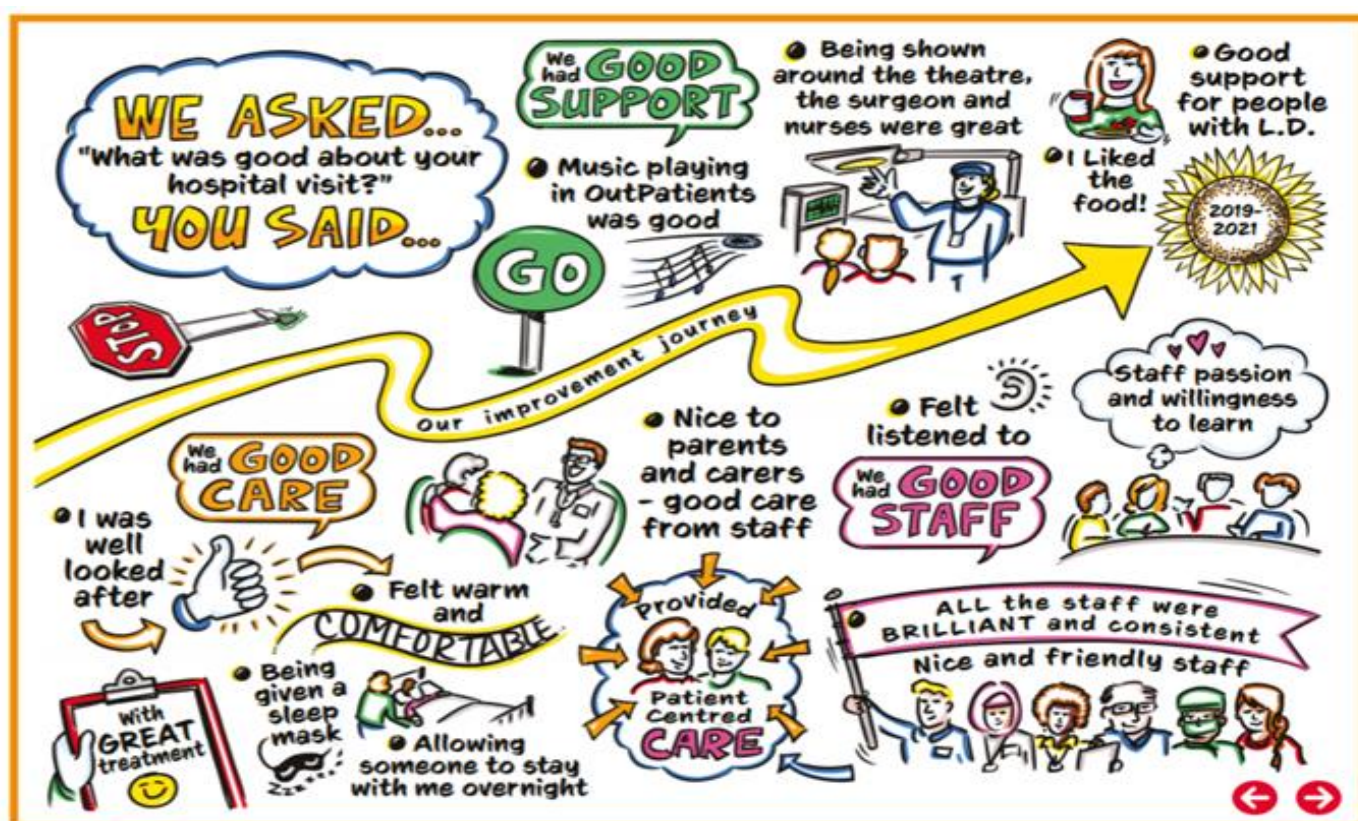 WE ASKED...
"What was good about your
hospital visit?"
YOU SAID...
We
had GOOD
SUPPORT
Music playing
in OutPatients
was good
Being shown
around the theatre,
the surgeon and
nurses were great
I Liked
the
food!
Good
support
for people
with L.D.
2019-
2021
STOP
GO
Our improvement journey
We
had GOOD
CARE
I was
well
looked
after
With
GREAT
treatment
Felt warm
and
COMFORTABLE
Being
given a
sleep
mask
Zzzzzz
Allowing
someone to stay
with me overnight
Nice to
parents
and carers
- good care
from staff
Provided
Patient
Centred
CARE
Felt
listened to
We
had GOOD
STAFF
Staff passion
and willingness
to learn
ALL the staff were
BRILLIANT and consistent
Nice and friendly staff